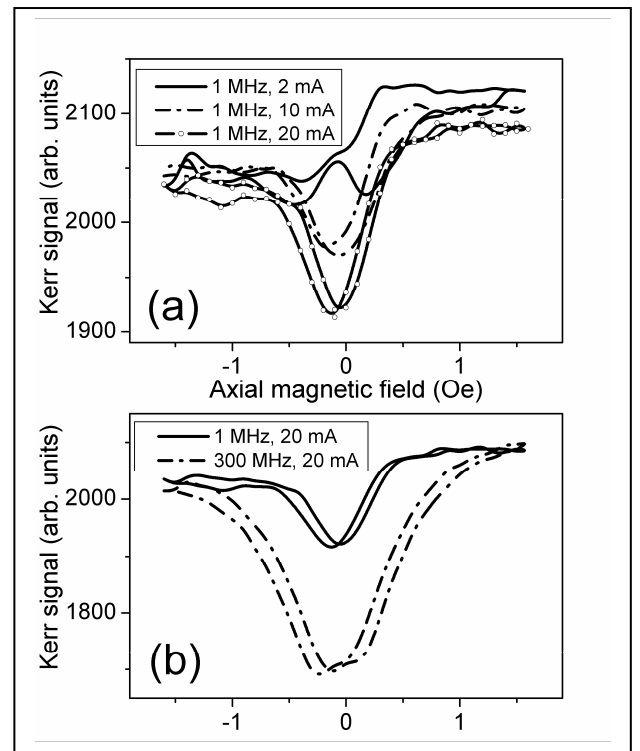 1 MHz, 2 mA
1 MHz, 10 mA
1 MHz, 20 mA
2100
2000
1900
Kerr signal (arb. units)
(a)
-1 0 1
Axial magnetic field (Oe)
1 MHz, 20 mA
300 MHz, 20 mA
2000
1800
Kerr signal (arb. units)
(b)
-1 0 1